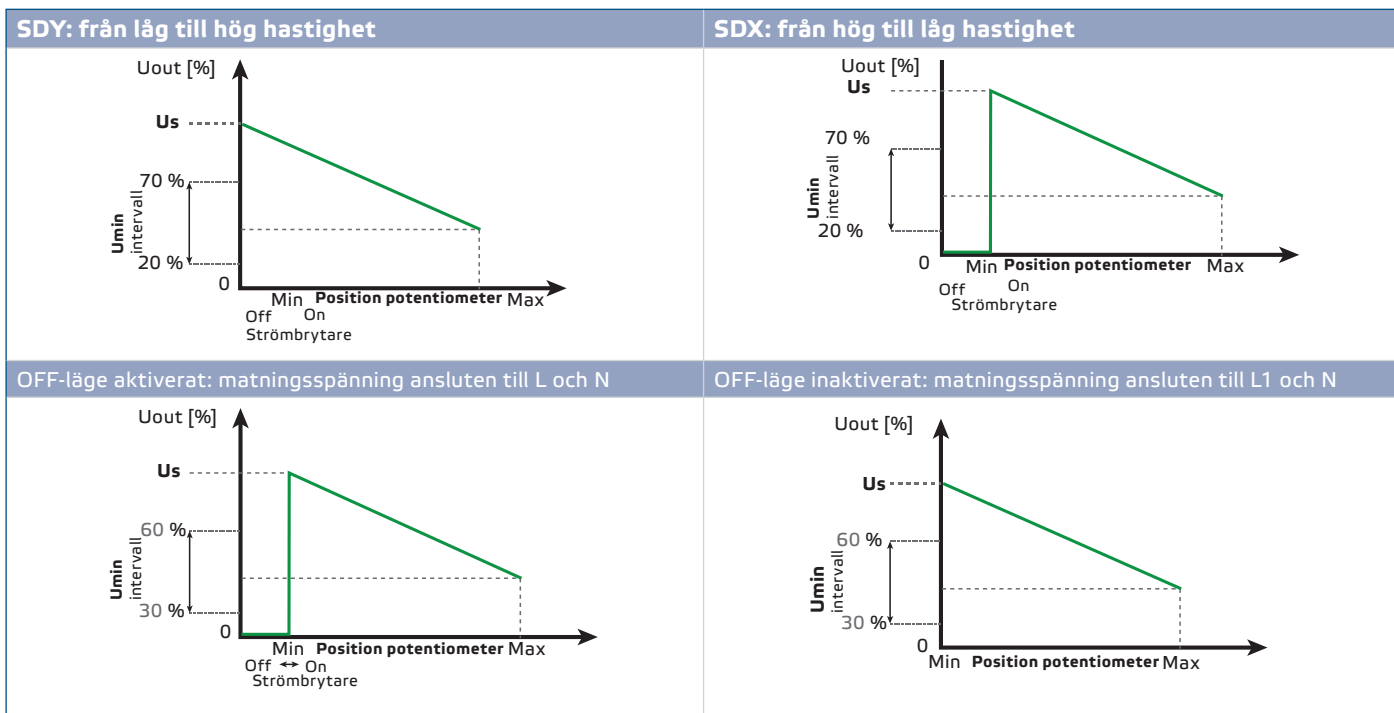 SDY: från låg till hög hastighet
Uout [%]
Us
70 %
Umin
intervall
20 %
0
Min Position potentiometer Max
Off On
Strömbrytare
SDX: från hög till låg hastighet
Uout [%]
Us
70 %
Umin
intervall
20 %
0
Min Position potentiometer Max
Off On
Strömbrytare
OFF-läge aktiverat: matningsspänning ansluten till L och N
Uout [%]
Us
60 %
Umin
intervall
30 %
0
Min Position potentiometer Max
Off ↔ On
Strömbrytare
OFF-läge inaktiverat: matningsspänning ansluten till L1 och N
Uout [%]
Us
60 %
Umin
intervall
30 %
0
Min Position potentiometer Max